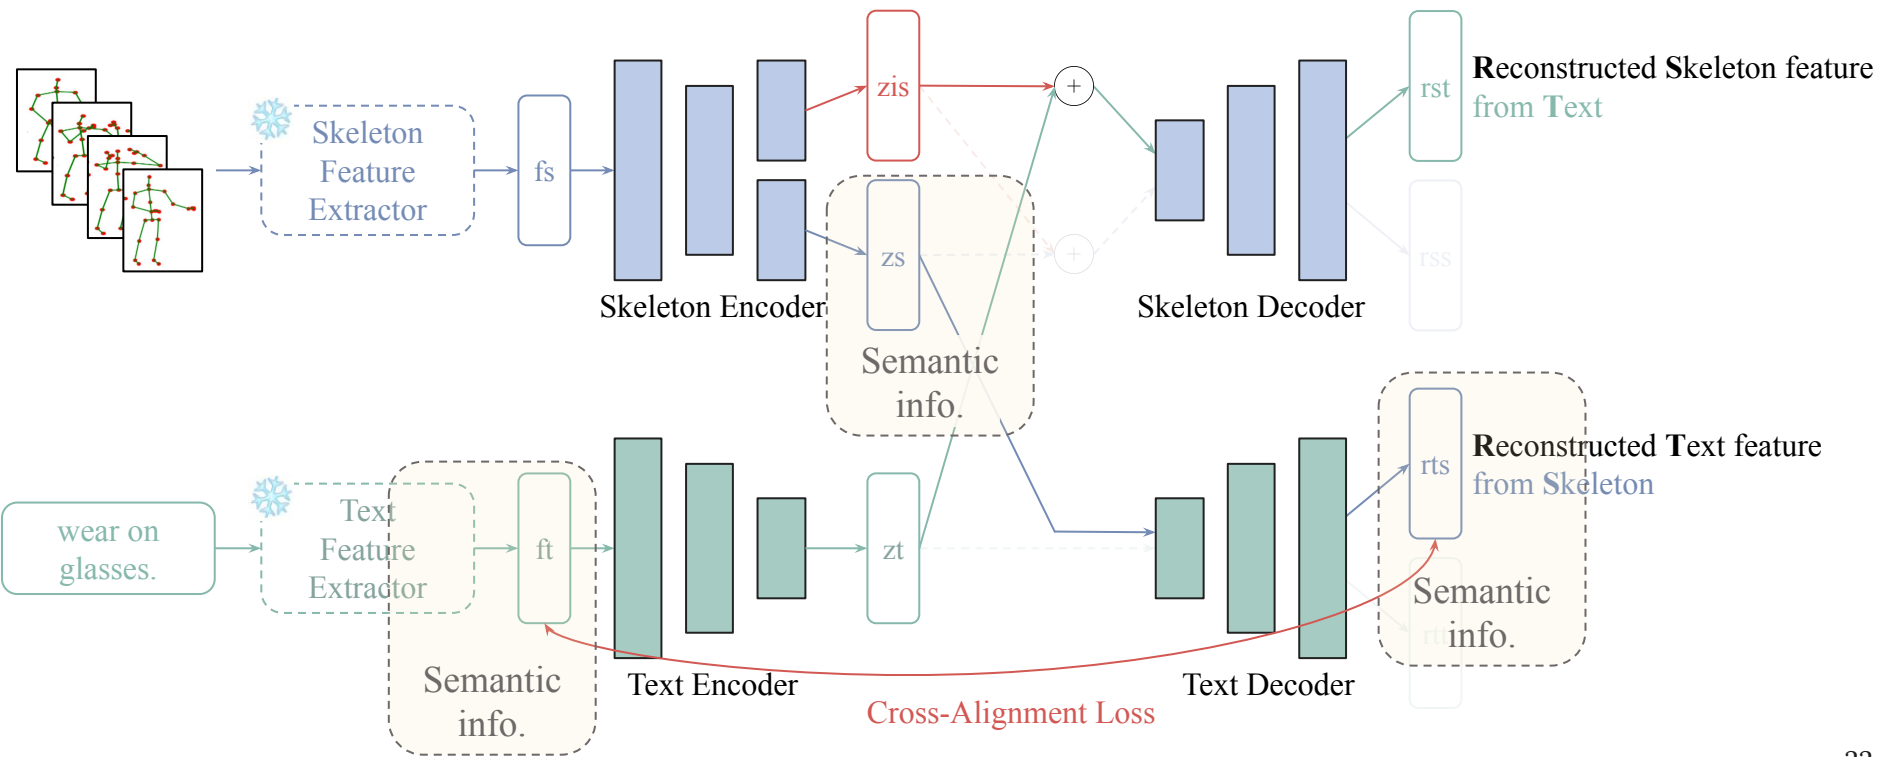 Skeleton
Feature
Extractor
fs
zis
zs
+
+
rst
Reconstructed Skeleton feature
from Text
rss
Skeleton Encoder
Skeleton Decoder
Semantic
info.
wear on
glasses.
Text
Feature
Extractor
ft
zt
rts
Reconstructed Text feature
from Skeleton
Semantic
info.
Semantic
info.
Text Encoder
Text Decoder
Cross-Alignment Loss